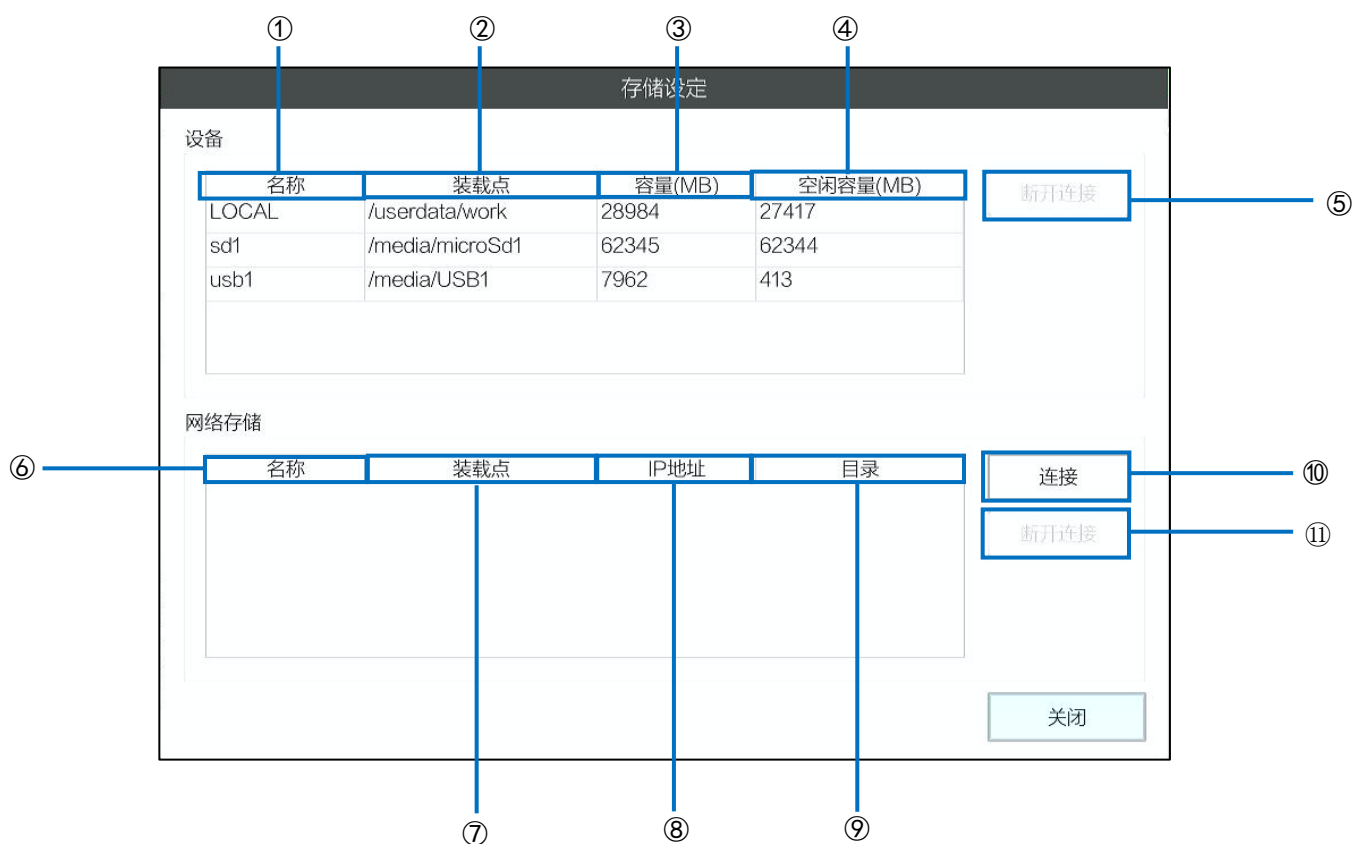 ① ② ③ ④
存储设定
设备
名称 装载点 容量(MB) 空闲容量(MB) 断开连接 ⑤
LOCAL /userdata/work 28984 27417
sd1 /media/microSd1 62345 62344
usb1 /media/USB1 7962 413
网络存储
⑥ 名称 装载点 IP地址 目录 连接 ⑩
断开连接 ⑪
关闭
⑦ ⑧ ⑨